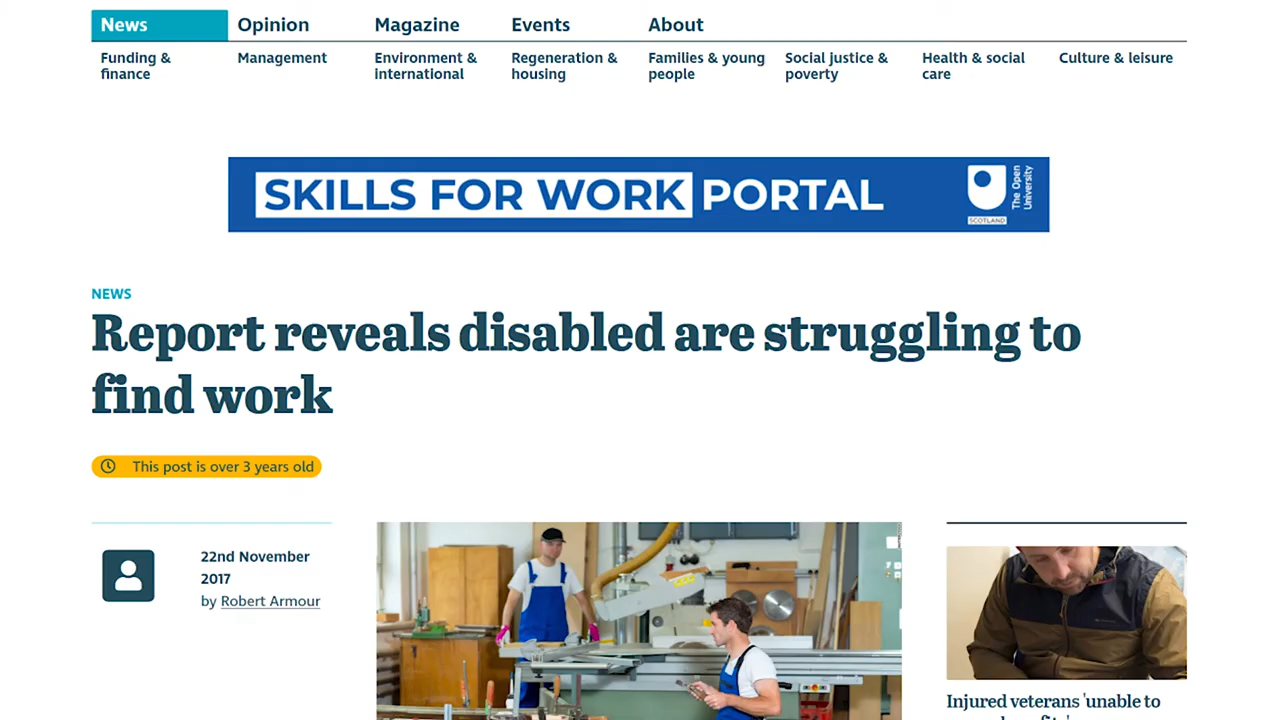 News
Opinion
Magazine
Events
About
Funding &
finance
Management
Environment &
international
Regeneration &
housing
Families & young
people
Social justice &
poverty
Health & social
care
Culture & leisure
SKILLS FOR WORK PORTAL
The Open
University
SCOTLAND
NEWS
Report reveals disabled are struggling to
find work
This post is over 3 years old
22nd November
2017
by Robert Armour
Injured veterans 'unable to